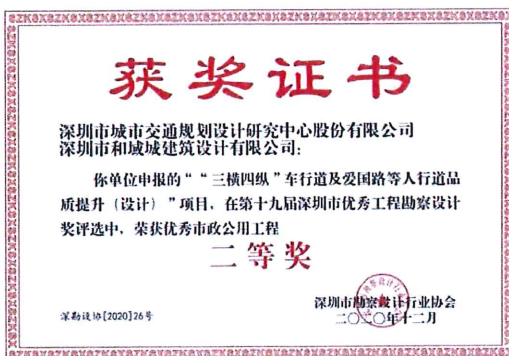 获奖证书
深圳市城市交通规划设计研究中心股份有限公司
深圳市和域城建筑设计有限公司:
你单位申报的““三横四纵”车行道及爱国路等人行道品
质提升(设计)”项目, 在第十九届深圳市优秀工程勘察设计
奖评选中, 荣获优秀市政公用工程
二等奖
深圳市勘察设计行业协会
深勘设协[2020]26号
二〇二〇年十二月